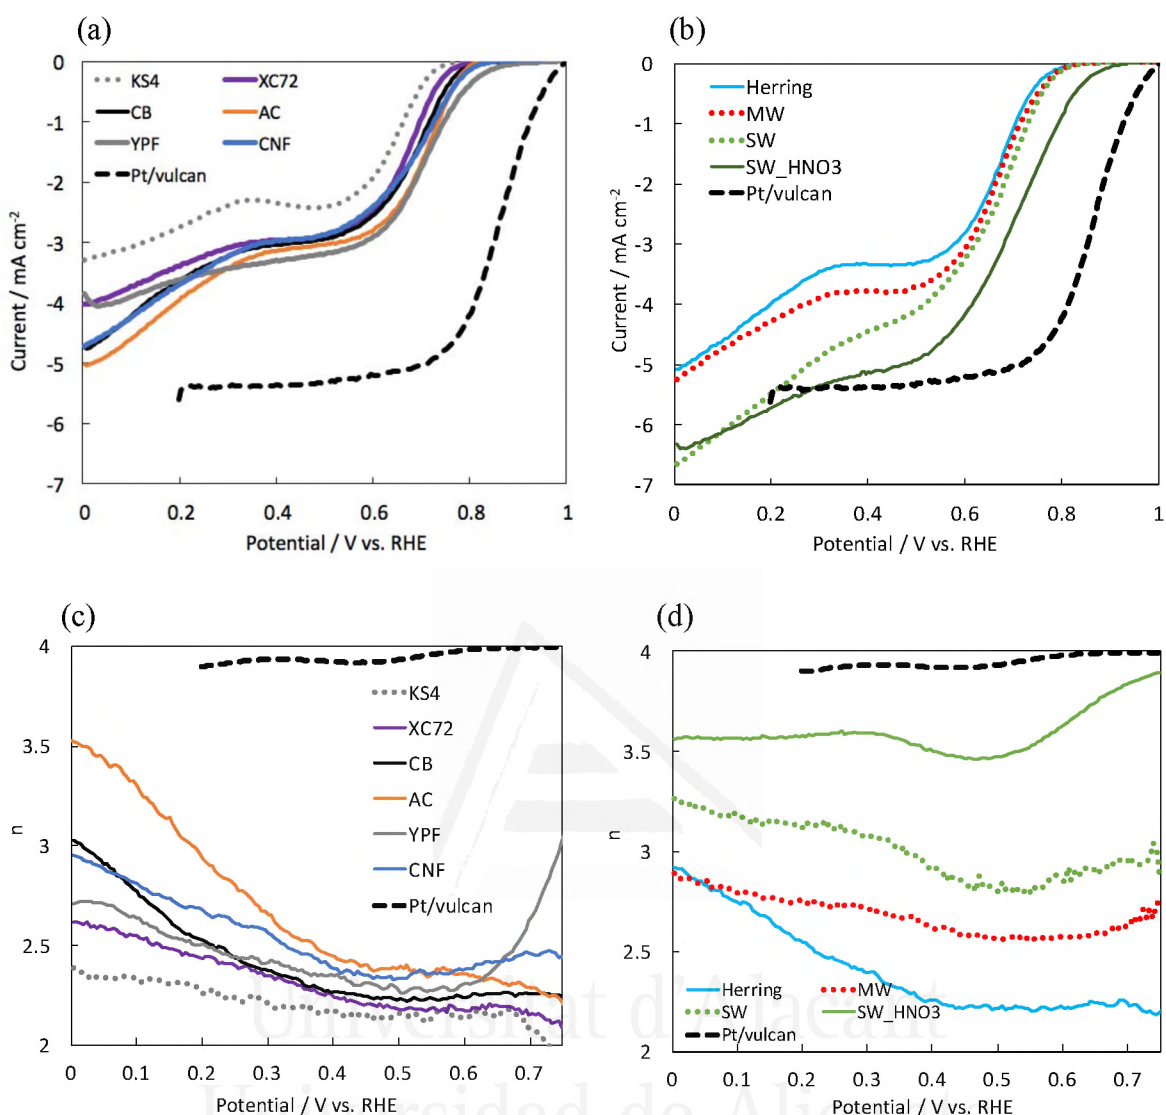 (a)
0
-1
-2
-3
-4
-5
-6
-7
Current / mA cm-2
KS4
XC72
CB
AC
YPF
CNF
Pt/vulcan
0 0.2 0.4 0.6 0.8 1
Potential / V vs. RHE
(b)
0
-1
-2
-3
-4
-5
-6
-7
Current / mA cm-2
Herring
MW
SW
SW_HNO3
Pt/vulcan
0 0.2 0.4 0.6 0.8 1
Potential / V vs. RHE
(c)
4
3.5
3
2.5
2
n
KS4
XC72
CB
AC
YPF
CNF
Pt/vulcan
0 0.1 0.2 0.3 0.4 0.5 0.6 0.7
Potential / V vs. RHE
(d)
4
3.5
3
2.5
2
n
Herring
MW
SW
SW_HNO3
Pt/vulcan
0 0.1 0.2 0.3 0.4 0.5 0.6 0.7
Potential / V vs. RHE
Universitat d'Alacant
Universidad de Alicante